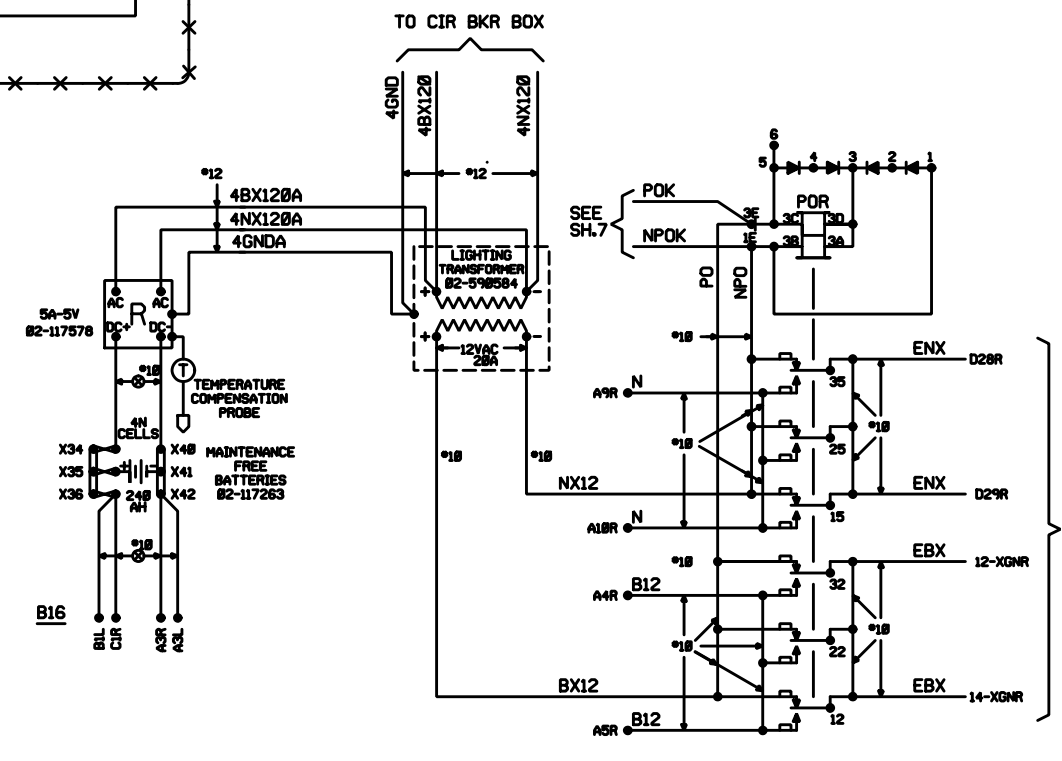 TO CIR BKR BOX
4GND
4BX120
4NX120
*12
*12
4BX120A
4NX120A
4GNDA
LIGHTING
TRANSFORMER
02-590584
+
-
+
-
12VAC
20A
5A-5V
02-117578
AC
AC
R
DC+
DC-
*10
T
TEMPERATURE
COMPENSATION
PROBE
4N
CELLS
X34
X35
X36
X40
X41
X42
+
-
240
AH
MAINTENANCE
FREE
BATTERIES
02-117263
*10
B16
B1L
C1R
A3R
A3L
*10
*10
NX12
BX12
SEE
SH.7
POK
NPOK
PO
NPO
*10
6
5
4
3
2
1
POR
3C
3D
3B
3A
ENX
D28R
35
A9R
N
*10
25
*10
ENX
D29R
15
A10R
N
*10
EBX
12-XGNR
32
A4R
B12
*10
22
*10
EBX
14-XGNR
12
A5R
B12